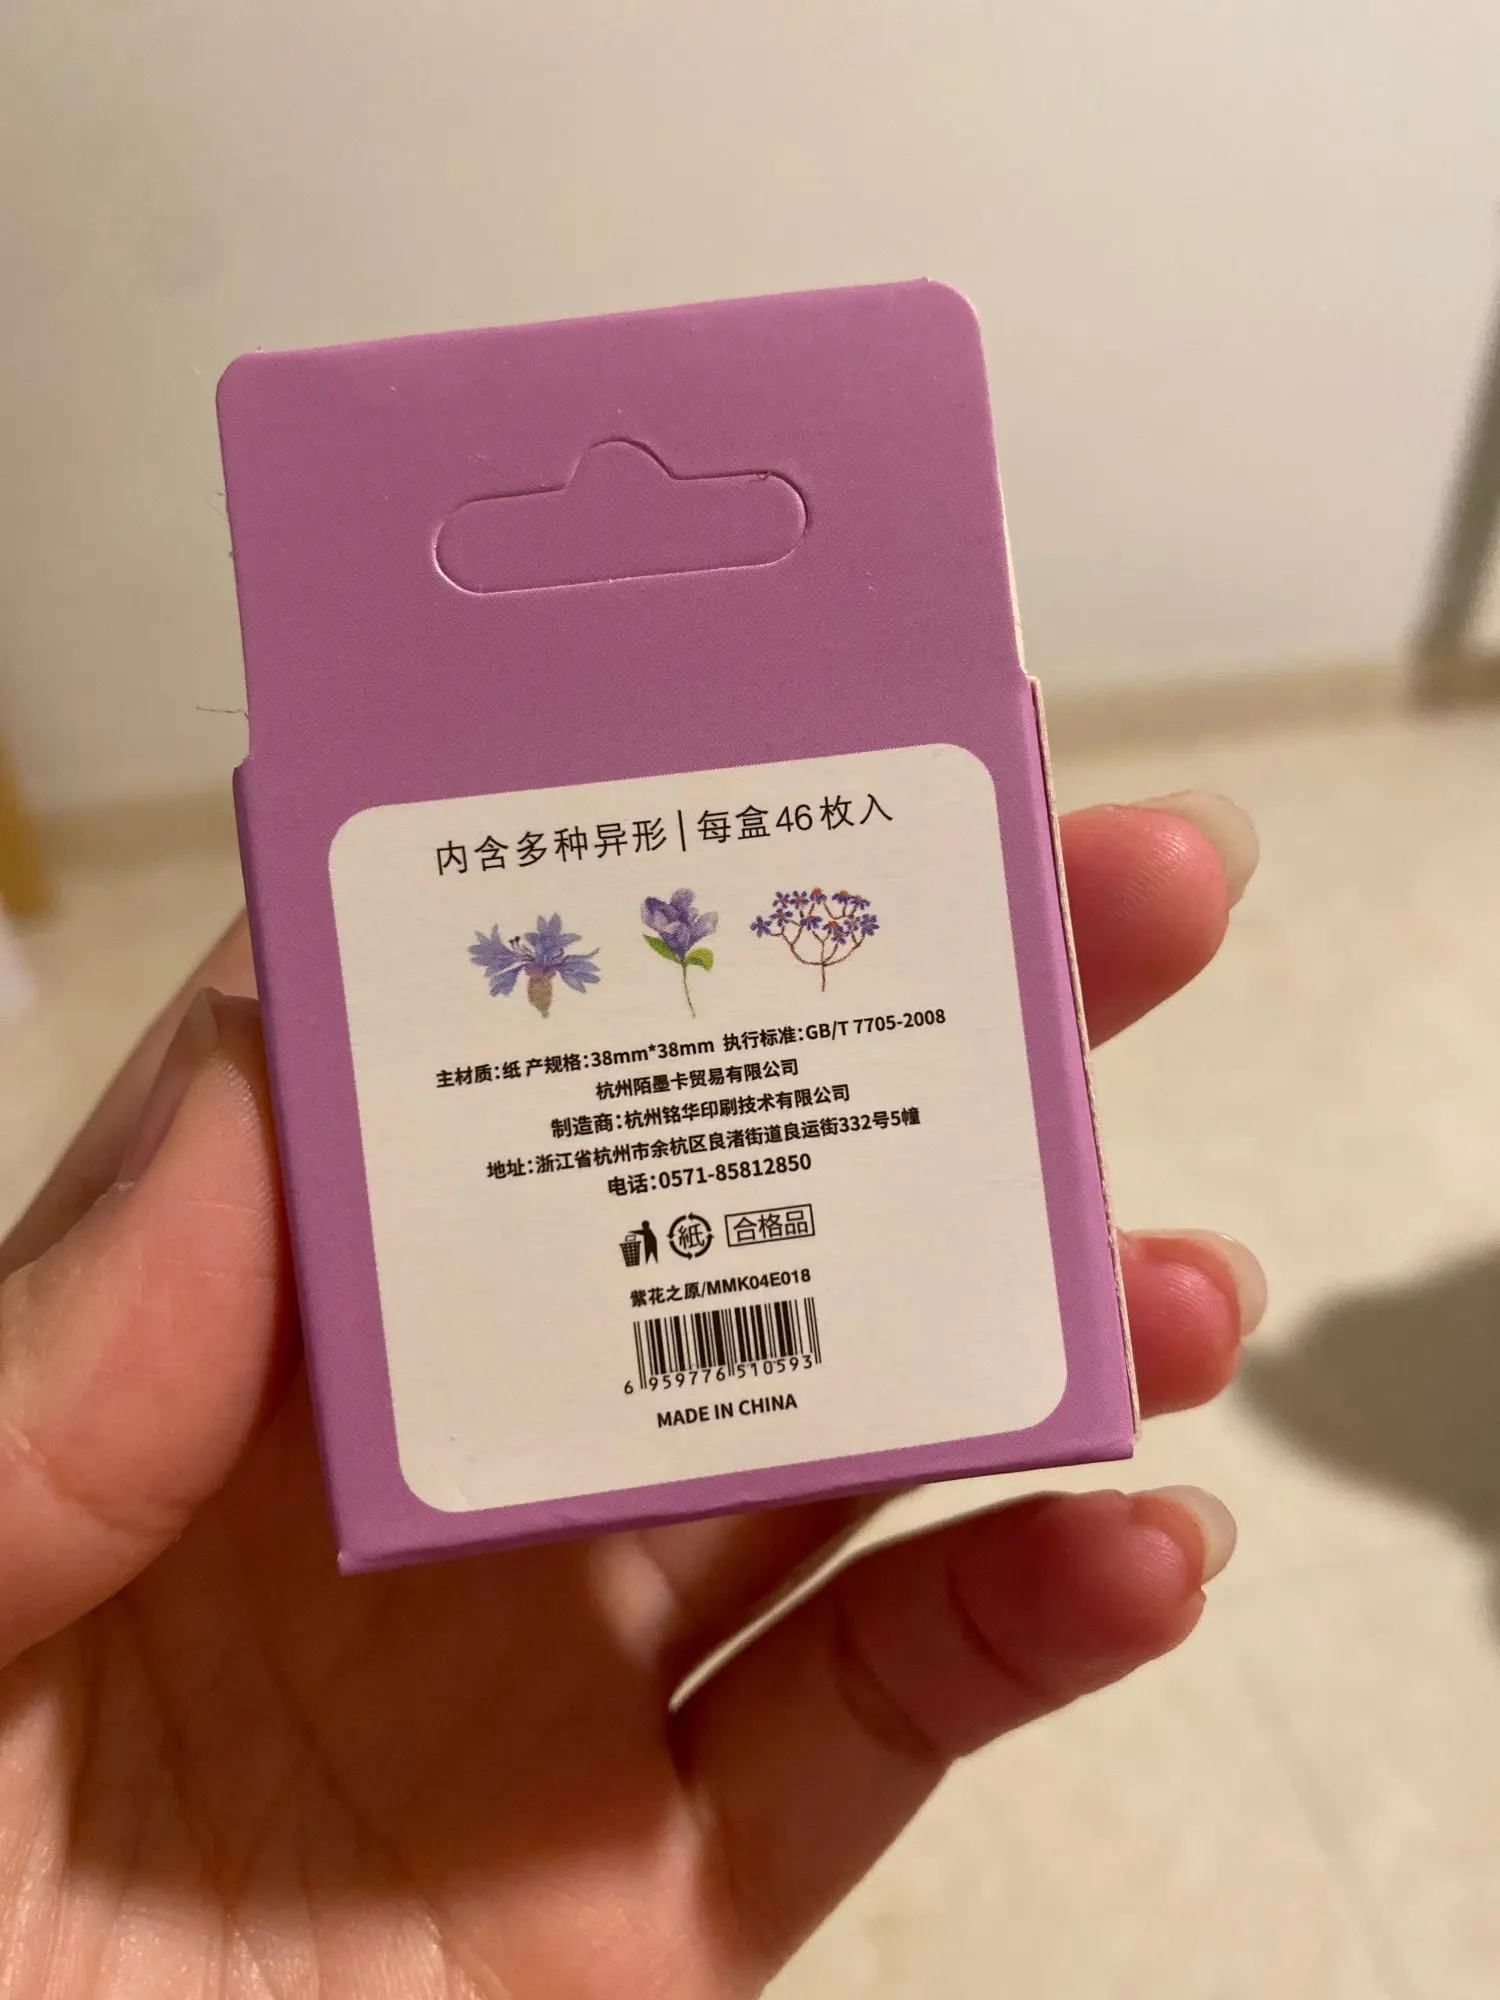 内含多种异形|每盒46枚入
主材质:纸 产规格:38mm*38mm 执行标准:GB/T 7705-2008
杭州陌墨卡贸易有限公司
制造商:杭州铭华印刷技术有限公司
地址:浙江省杭州市余杭区良渚街道良运街332号5幢
电话:0571-85812850
紙 合格品
紫花之原/MMK04E018
6 959776 510593
MADE IN CHINA